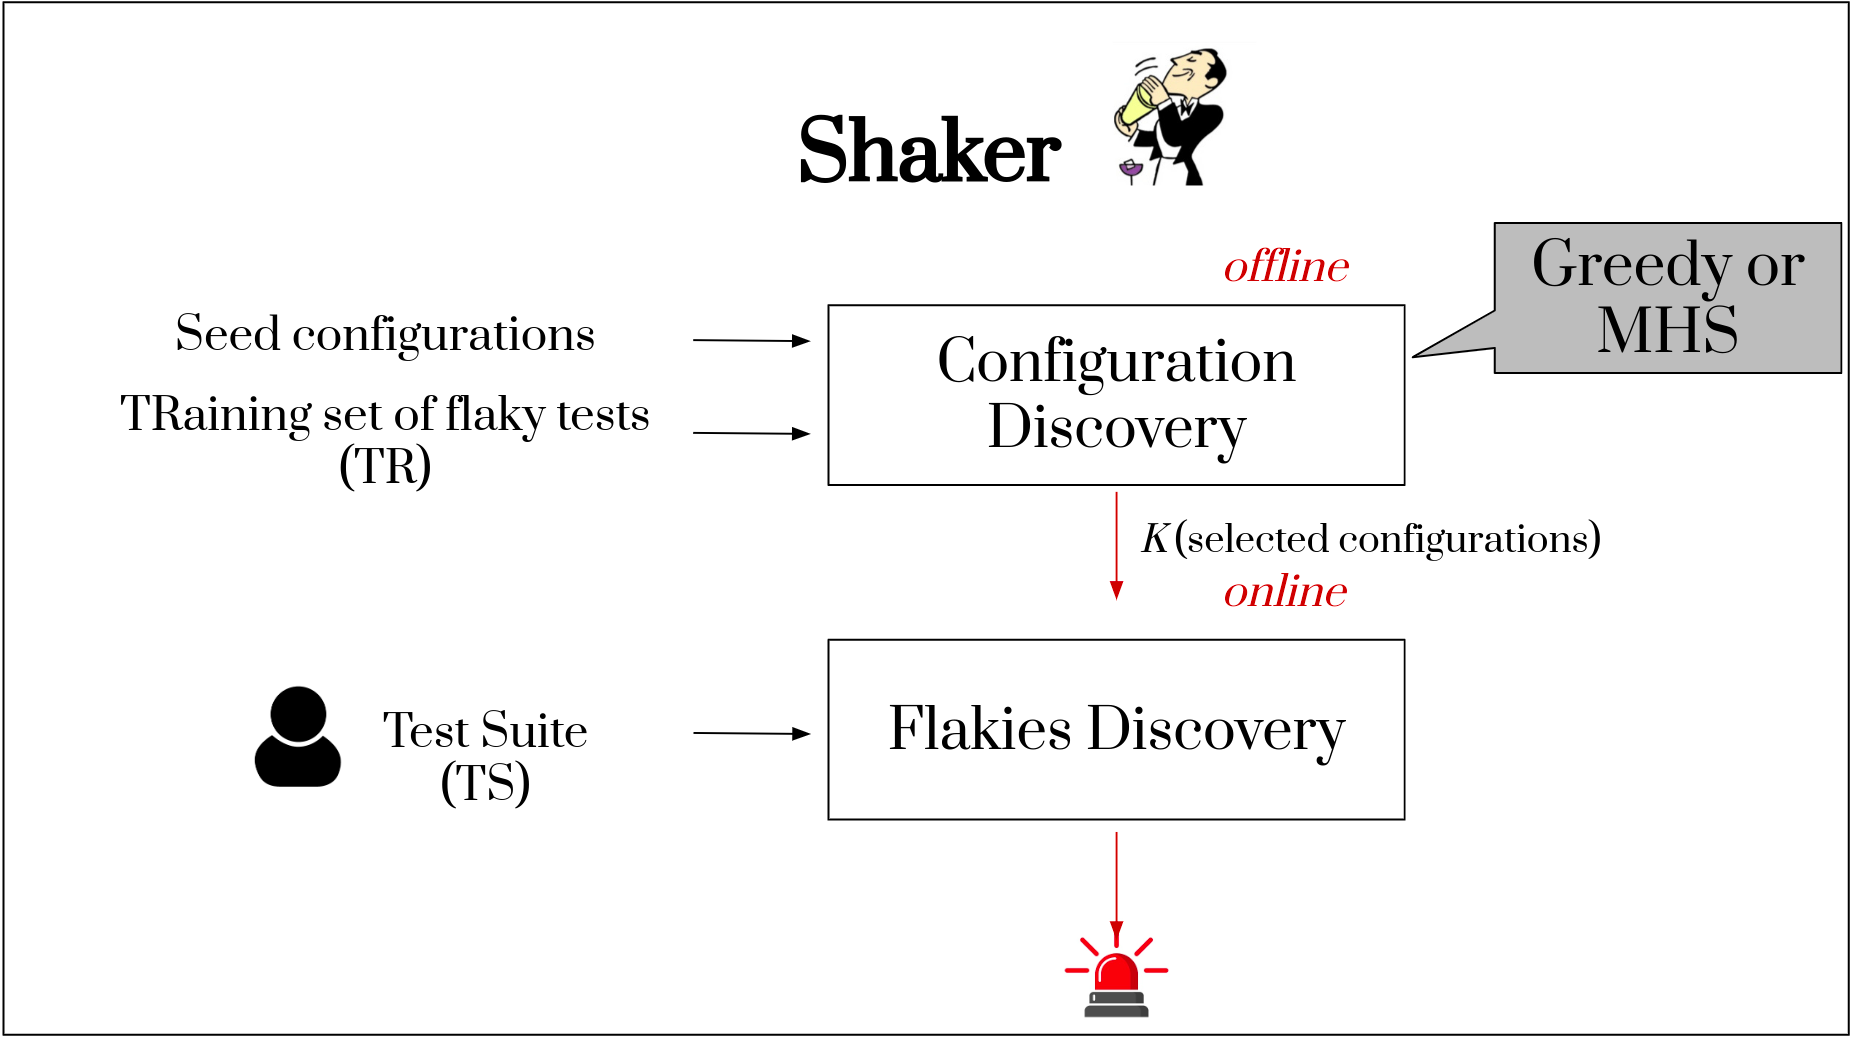 Shaker
offline
Greedy or
MHS
Seed configurations
Configuration
Discovery
TRaining set of flaky tests
(TR)
K (selected configurations)
online
Test Suite
(TS)
Flakies Discovery